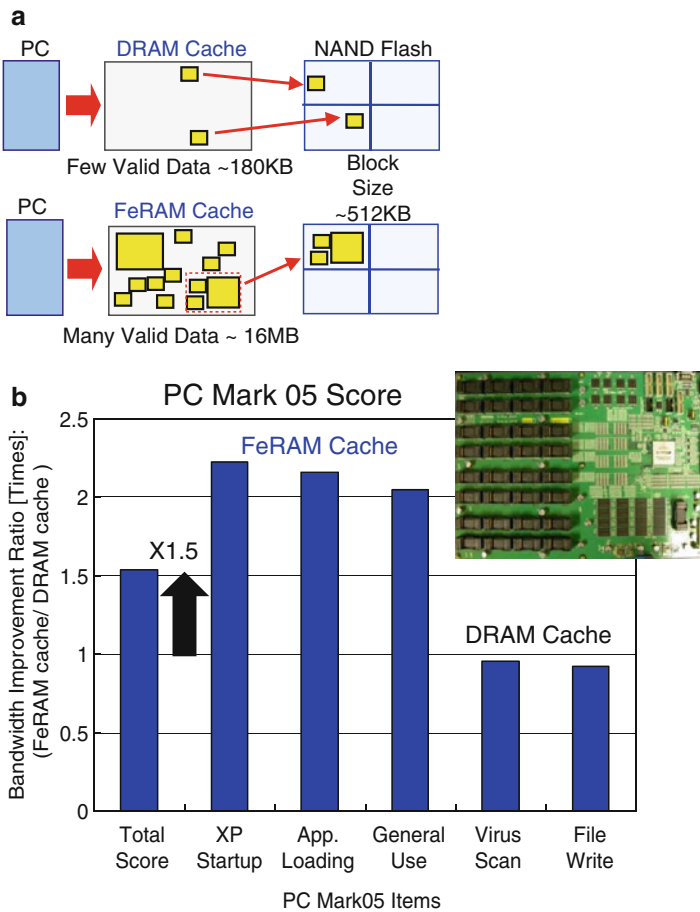 a
PC
DRAM Cache
NAND Flash
Few Valid Data ~180KB
Block
Size
~512KB
PC
FeRAM Cache
Many Valid Data ~ 16MB
b
PC Mark 05 Score
Bandwidth Improvement Ratio [Times]:
(FeRAM cache/ DRAM cache )
2.5
2
1.5
1
0.5
0
FeRAM Cache
X1.5
DRAM Cache
Total
Score
XP
Startup
App.
Loading
General
Use
Virus
Scan
File
Write
PC Mark05 Items